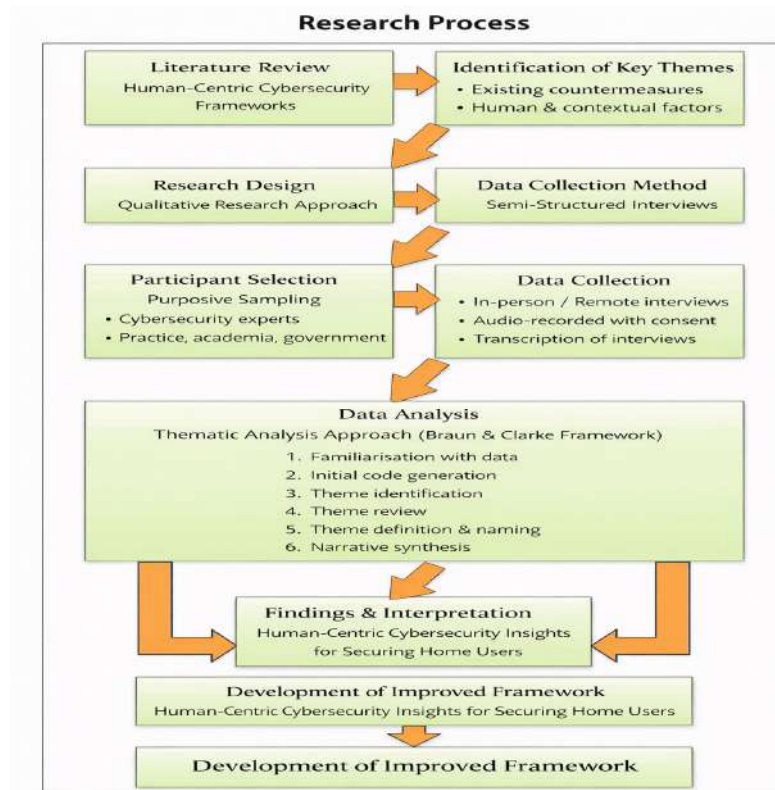 Research Process
Literature Review
Human-Centric Cybersecurity
Frameworks
Identification of Key Themes
• Existing countermeasures
• Human & contextual factors
Research Design
Qualitative Research Approach
Data Collection Method
Semi-Structured Interviews
Participant Selection
Purposive Sampling
• Cybersecurity experts
• Practice, academia, government
Data Collection
• In-person / Remote interviews
• Audio-recorded with consent
• Transcription of interviews
Data Analysis
Thematic Analysis Approach (Braun & Clarke Framework)
1. Familiarisation with data
2. Initial code generation
3. Theme identification
4. Theme review
5. Theme definition & naming
6. Narrative synthesis
Findings & Interpretation
Human-Centric Cybersecurity Insights
for Securing Home Users
Development of Improved Framework
Human-Centric Cybersecurity Insights for Securing Home Users
Development of Improved Framework